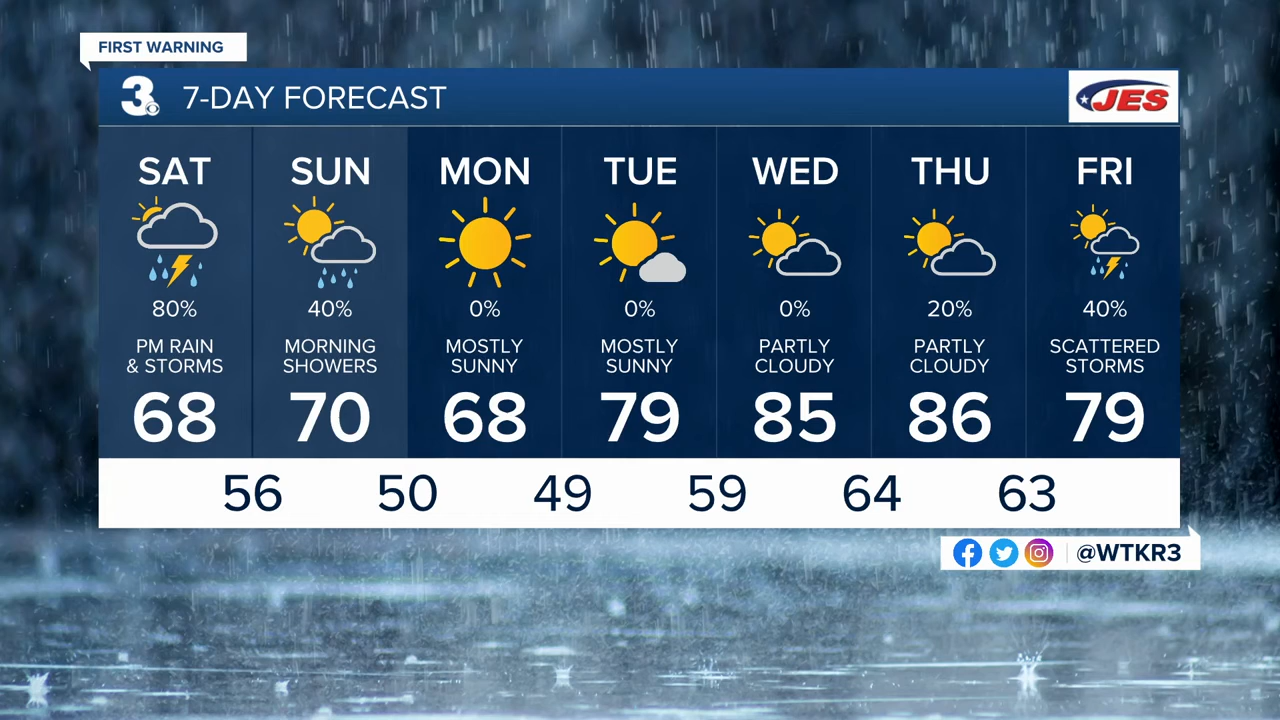 FIRST WARNING
3
7-DAY FORECAST
JES
SAT SUN MON TUE WED THU FRI
80% 40% 0% 0% 0% 20% 40%
PM RAIN MORNING MOSTLY MOSTLY PARTLY PARTLY SCATTERED
& STORMS SHOWERS SUNNY SUNNY CLOUDY CLOUDY STORMS
68 70 68 79 85 86 79
56 50 49 59 64 63
@WTKR3